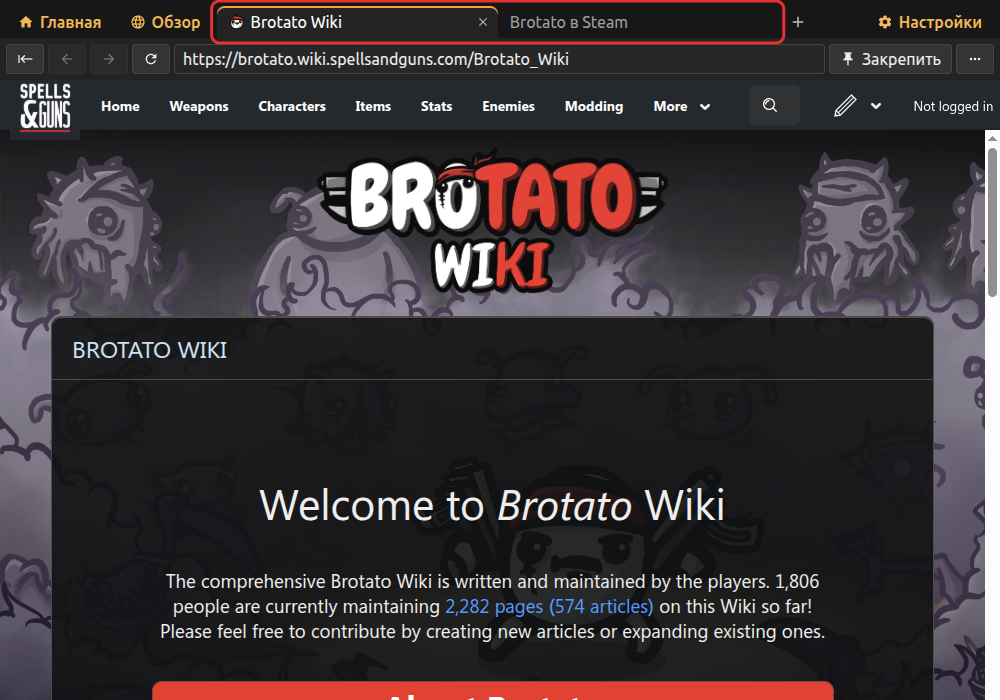 Главная Обзор Brotato Wiki Brotato в Steam Настройки
https://brotato.wiki.spellsandguns.com/Brotato_Wiki Закрепить
SPELLS
&GUNS
Home Weapons Characters Items Stats Enemies Modding More Not logged in
BROTATO
WIKI
BROTATO WIKI
Welcome to Brotato Wiki
The comprehensive Brotato Wiki is written and maintained by the players. 1,806
people are currently maintaining 2,282 pages (574 articles) on this Wiki so far!
Please feel free to contribute by creating new articles or expanding existing ones.